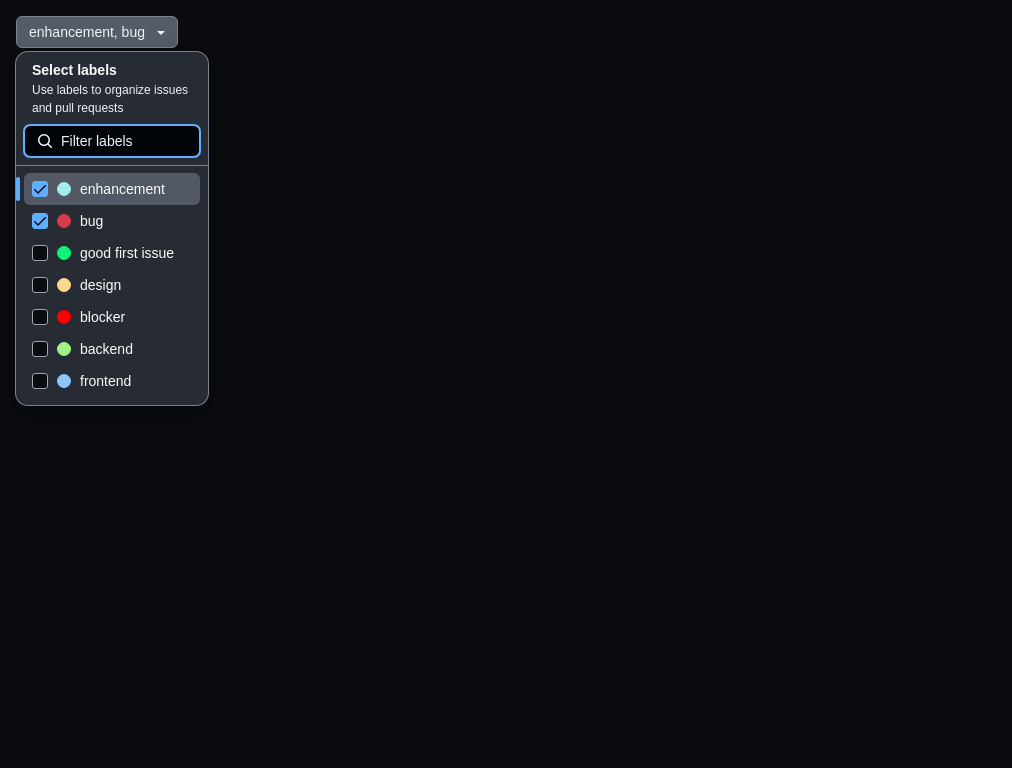 enhancement, bug
Select labels
Use labels to organize issues
and pull requests
Filter labels
enhancement
bug
good first issue
design
blocker
backend
frontend